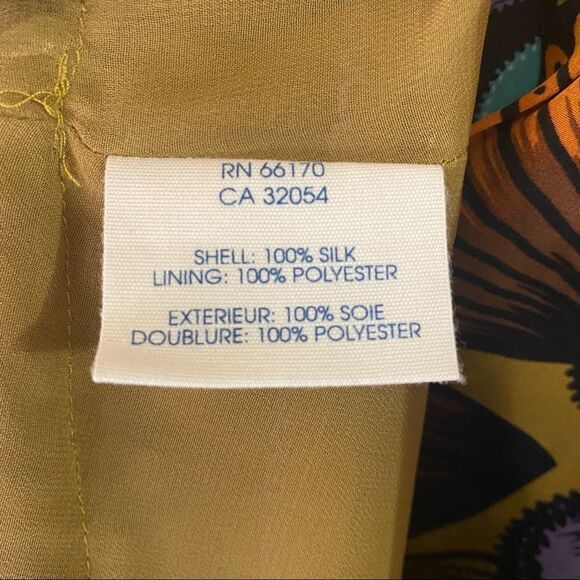 RN 66170
CA 32054
SHELL: 100% SILK
LINING: 100% POLYESTER
EXTERIEUR: 100% SOIE
DOUBLURE: 100% POLYESTER